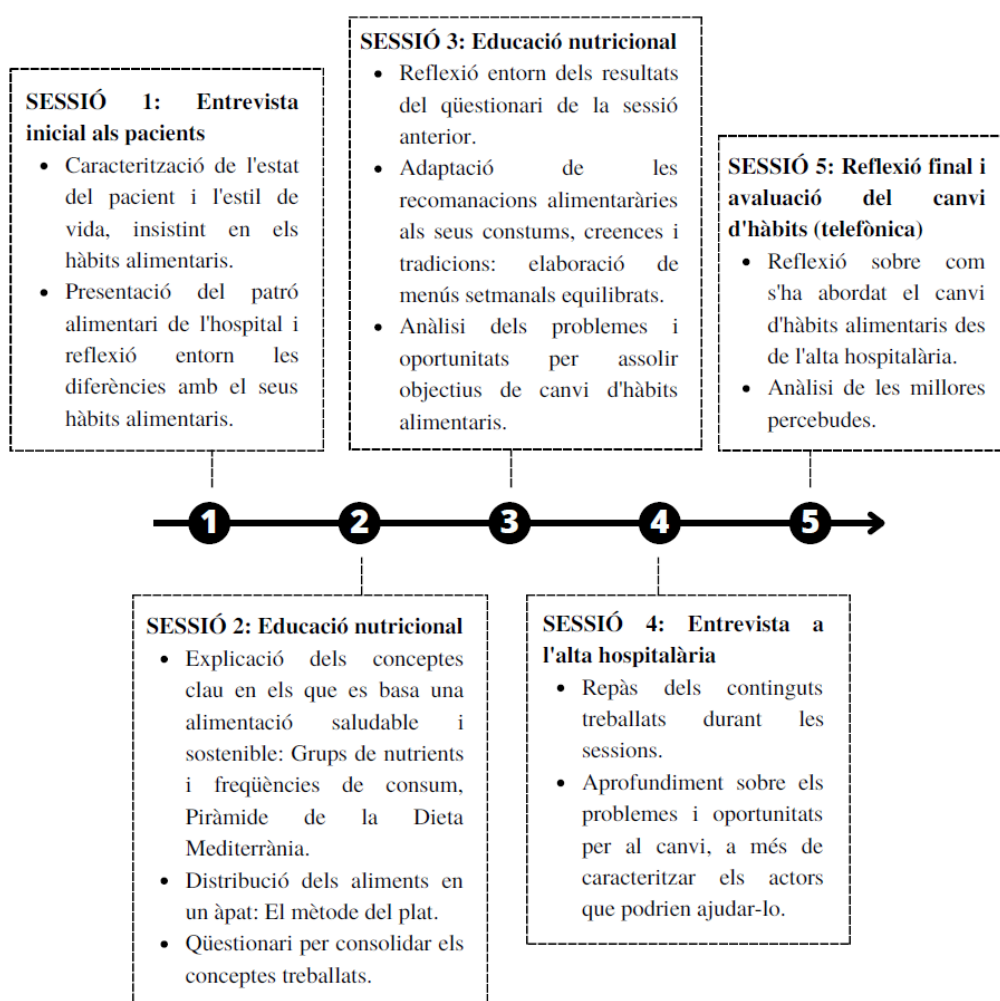 SESSIÓ 1: Entrevista
inicial als pacients
• Caracterització de l'estat
del pacient i l'estil de
vida, insistint en els
hàbits alimentaris.
• Presentació del patró
alimentari de l'hospital i
reflexió entorn les
diferències amb el seus
hàbits alimentaris.
SESSIÓ 3: Educació nutricional
• Reflexió entorn dels resultats
del qüestionari de la sessió
anterior.
• Adaptació de les
recomanacions alimentaràries
als seus constums, creences i
tradicions: elaboració de
menús setmanals equilibrats.
• Anàlisi dels problemes i
oportunitats per assolir
objectius de canvi d'hàbits
alimentaris.
SESSIÓ 5: Reflexió final i
avaluació del canvi
d'hàbits (telefònica)
• Reflexió sobre com
s'ha abordat el canvi
d'hàbits alimentaris des
de l'alta hospitalària.
• Anàlisi de les millores
percebudes.
1 2 3 4 5
SESSIÓ 2: Educació nutricional
• Explicació dels conceptes
clau en els que es basa una
alimentació saludable i
sostenible: Grups de nutrients
i freqüències de consum,
Piràmide de la Dieta
Mediterrània.
• Distribució dels aliments en
un àpat: El mètode del plat.
• Qüestionari per consolidar els
conceptes treballats.
SESSIÓ 4: Entrevista a
l'alta hospitalària
• Repàs dels continguts
treballats durant les
sessions.
• Aprofundiment sobre els
problemes i oportunitats
per al canvi, a més de
caracteritzar els actors
que podrien ajudar-lo.